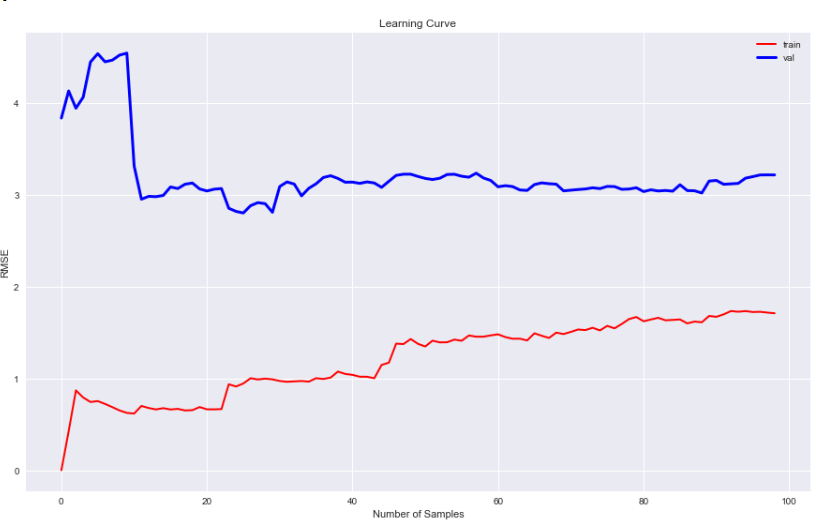 Learning Curve
train
val
4
3
2
1
0
RMSE
0 20 40 60 80 100
Number of Samples